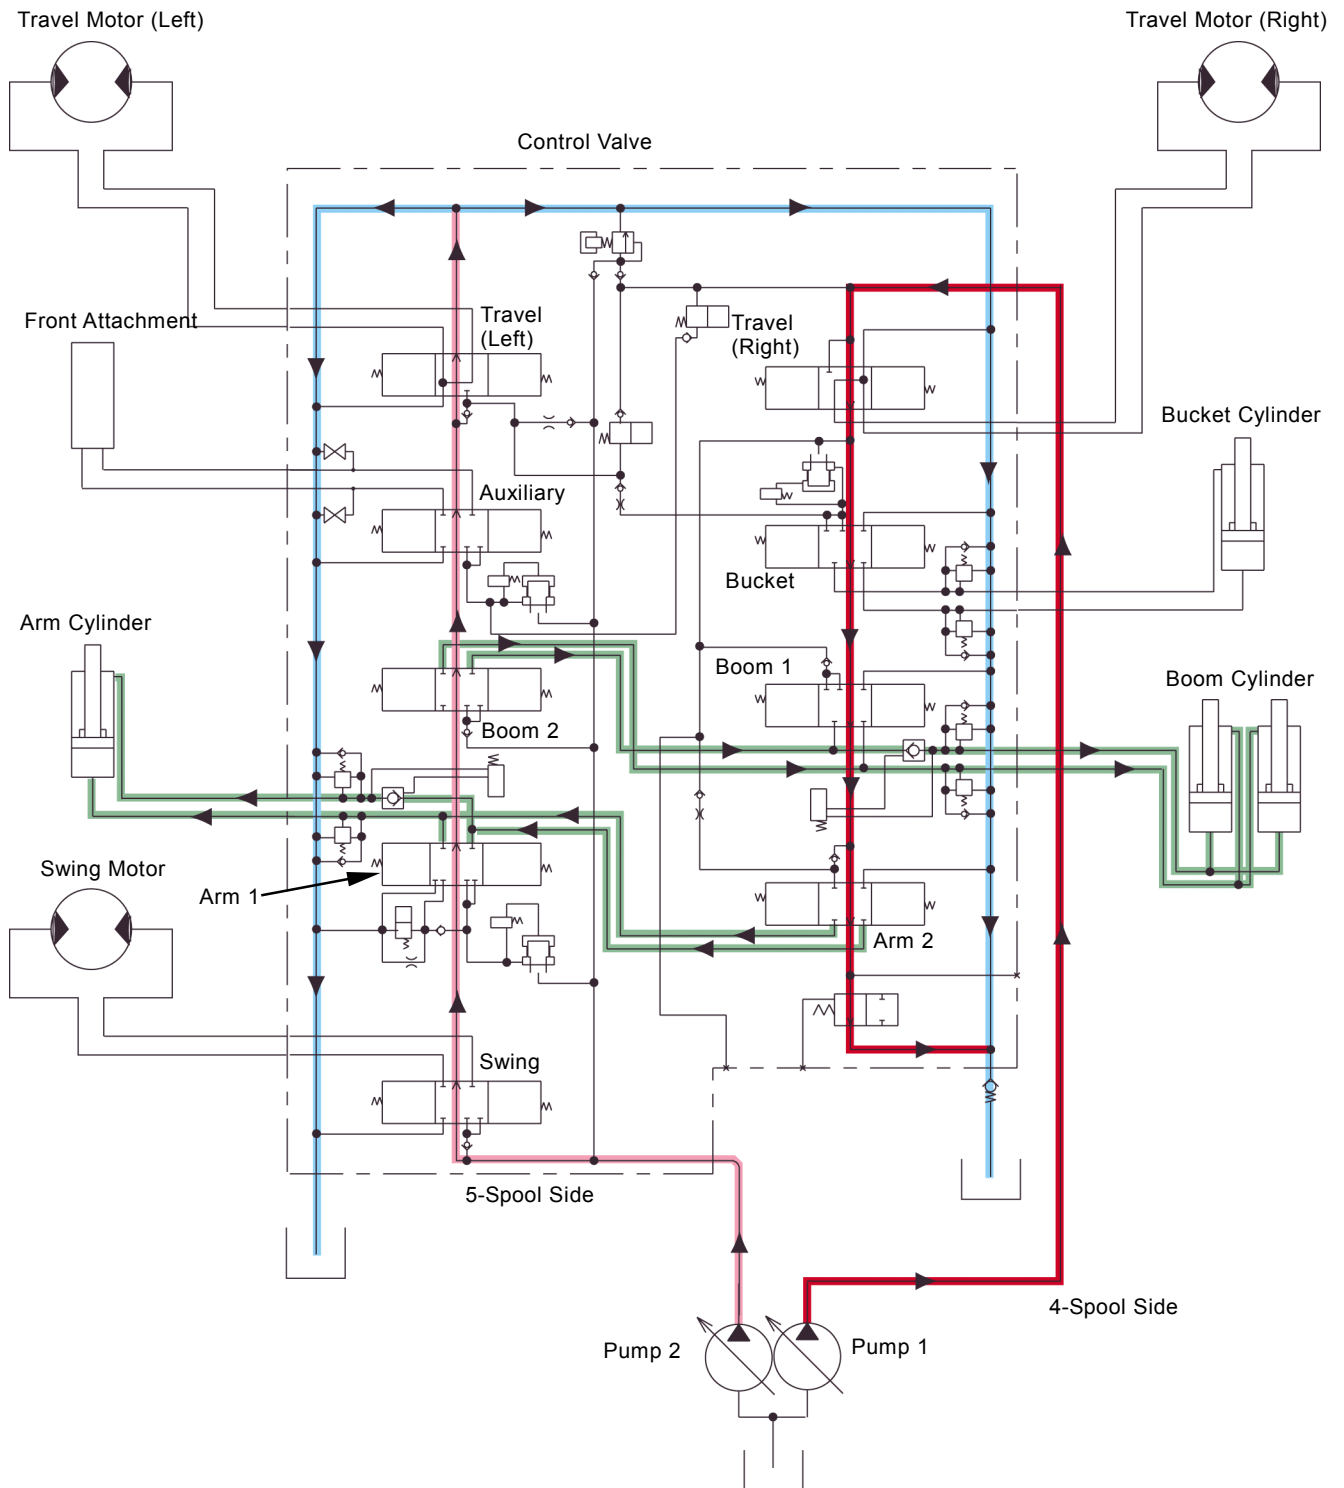 Travel Motor (Left)
Travel Motor (Right)
Control Valve
Travel
(Left)
Front Attachment
Travel
(Right)
Bucket Cylinder
Auxiliary
Bucket
Arm Cylinder
Boom 1
Boom Cylinder
Boom 2
Swing Motor
Arm 1
Arm 2
Swing
5-Spool Side
4-Spool Side
Pump 2
Pump 1